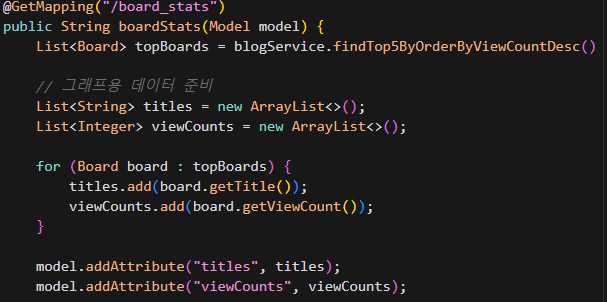 @GetMapping("/board_stats")
public String boardStats(Model model) {
    List<Board> topBoards = blogService.findTop5ByOrderByViewCountDesc()

    // 그래프용 데이터 준비
    List<String> titles = new ArrayList<>();
    List<Integer> viewCounts = new ArrayList<>();

    for (Board board : topBoards) {
        titles.add(board.getTitle());
        viewCounts.add(board.getViewCount());
    }

    model.addAttribute("titles", titles);
    model.addAttribute("viewCounts", viewCounts);